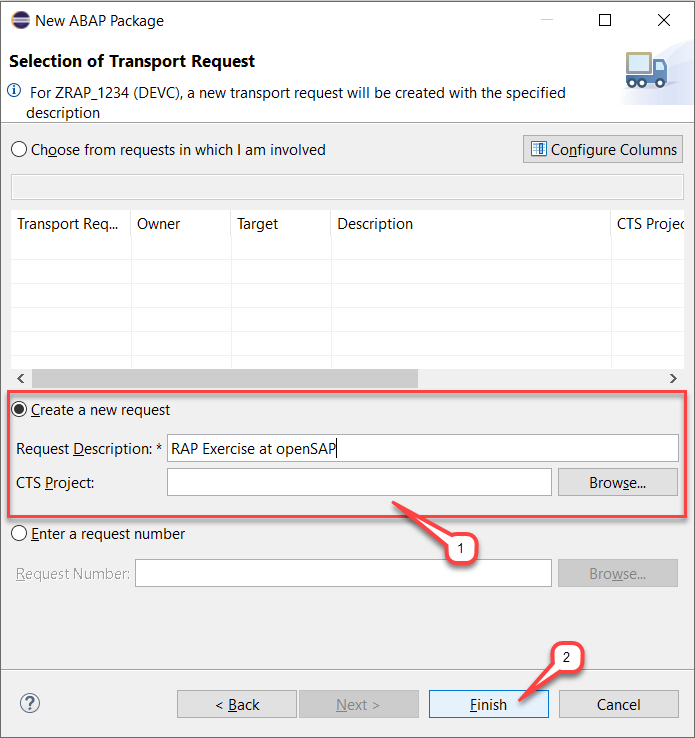 New ABAP Package
Selection of Transport Request
For ZRAP_1234 (DEVC), a new transport request will be created with the specified
description
Choose from requests in which I am involved
Configure Columns
Transport Req... Owner Target Description CTS Projec
Create a new request
Request Description: * RAP Exercise at openSAP
CTS Project: Browse...
1
Enter a request number
Request Number: Browse...
2
< Back Next > Finish Cancel